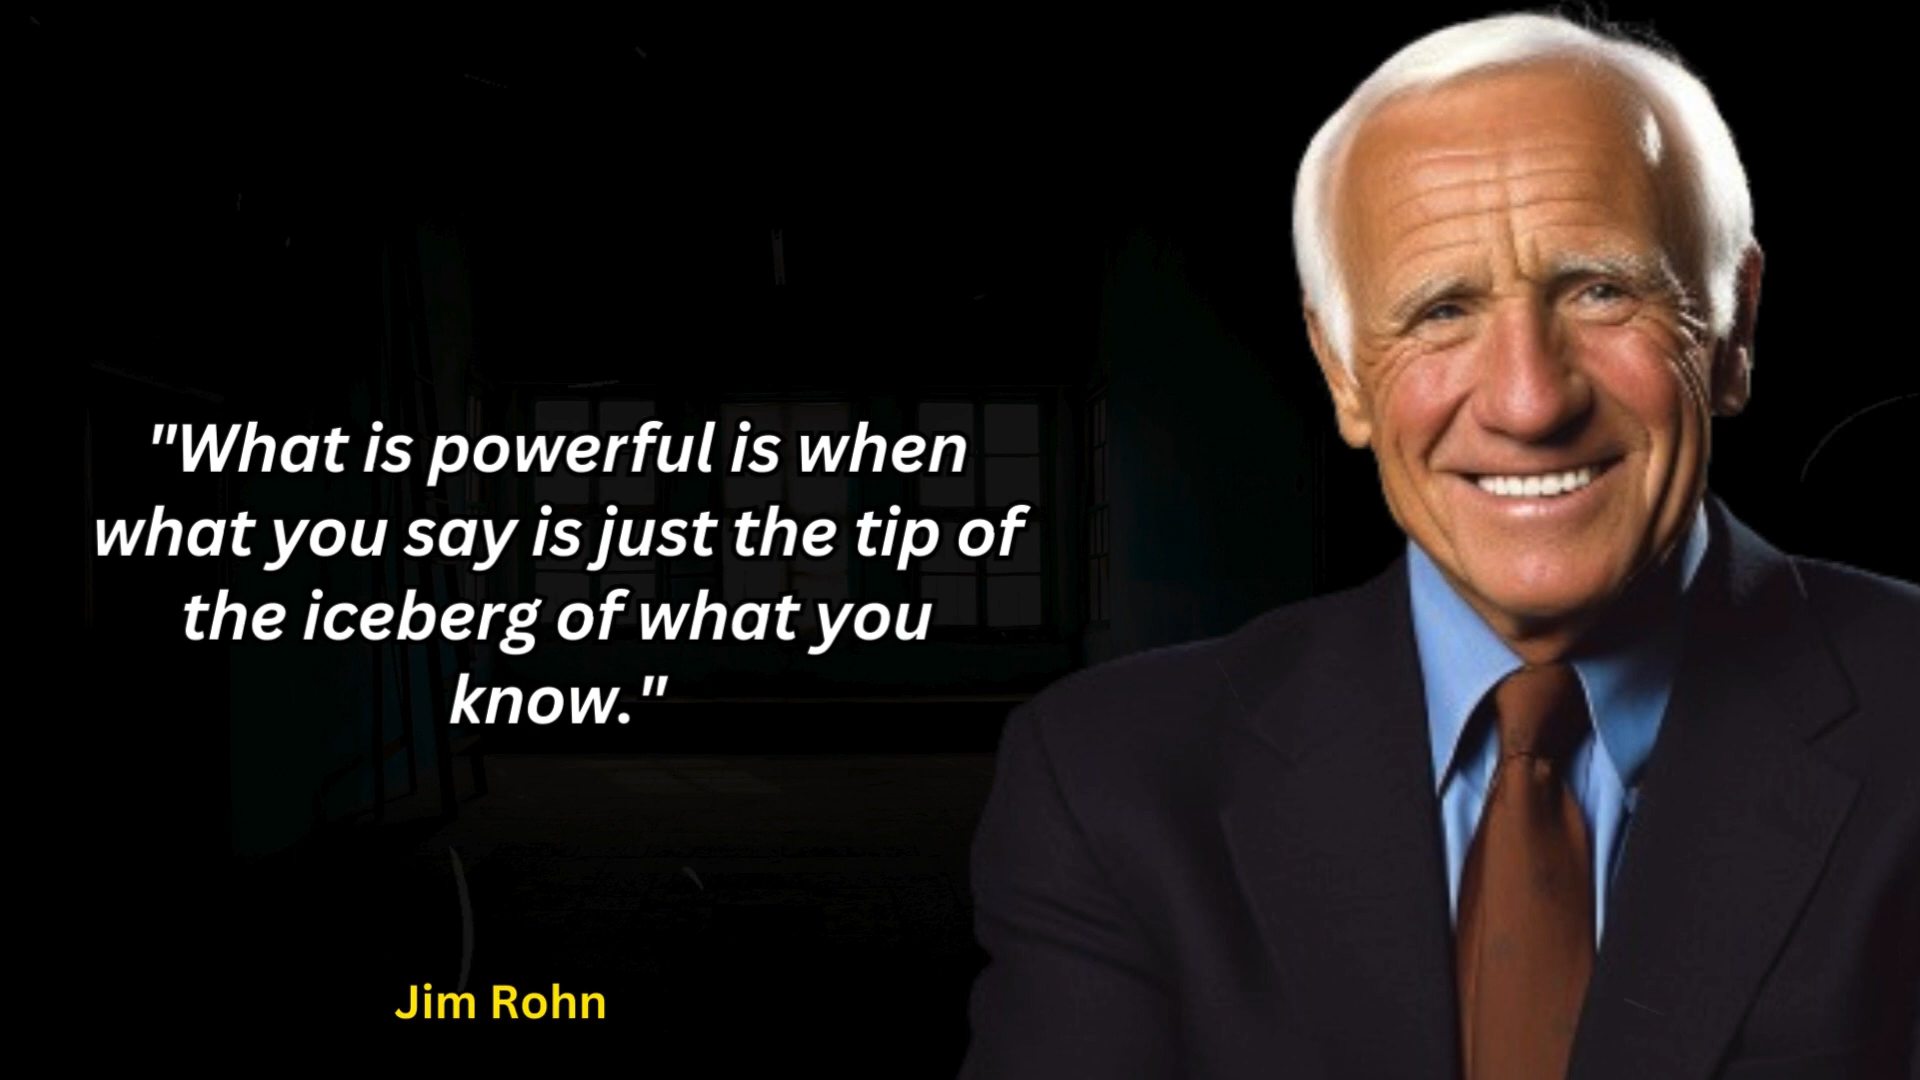 "What is powerful is when
what you say is just the tip of
the iceberg of what you
know."
Jim Rohn